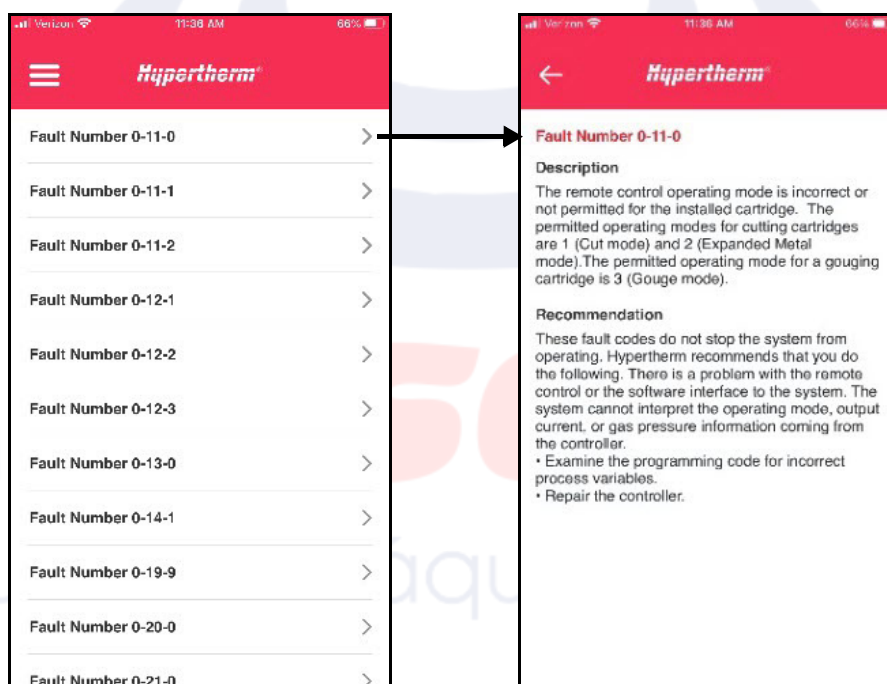 Verizon
11:36 AM
66%
Hypertherm®
Fault Number 0-11-0
Fault Number 0-11-1
Fault Number 0-11-2
Fault Number 0-12-1
Fault Number 0-12-2
Fault Number 0-12-3
Fault Number 0-13-0
Fault Number 0-14-1
Fault Number 0-19-9
Fault Number 0-20-0
Fault Number 0-21-0
Verizon
11:36 AM
66%
Hypertherm®
Fault Number 0-11-0
Description
The remote control operating mode is incorrect or
not permitted for the installed cartridge. The
permitted operating modes for cutting cartridges
are 1 (Cut mode) and 2 (Expanded Metal
mode).The permitted operating mode for a gouging
cartridge is 3 (Gouge mode).
Recommendation
These fault codes do not stop the system from
operating. Hypertherm recommends that you do
the following. There is a problem with the remote
control or the software interface to the system. The
system cannot interpret the operating mode, output
current, or gas pressure information coming from
the controller.
• Examine the programming code for incorrect
process variables.
• Repair the controller.